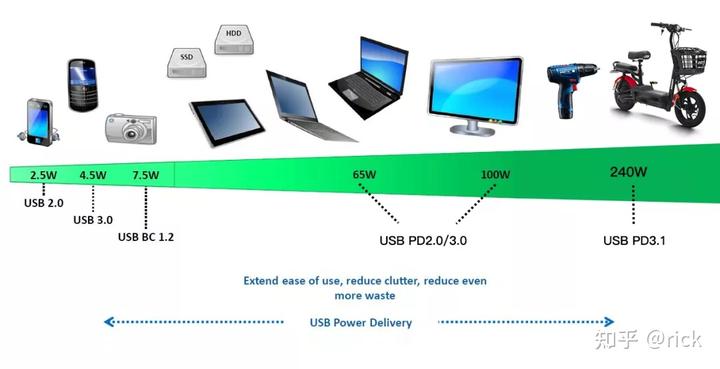 HDD
SSD
2.5W
4.5W
7.5W
65W
100W
240W
USB 2.0
USB 3.0
USB BC 1.2
USB PD2.0/3.0
USB PD3.1
Extend ease of use, reduce clutter, reduce even
more waste
USB Power Delivery
知乎 @rick